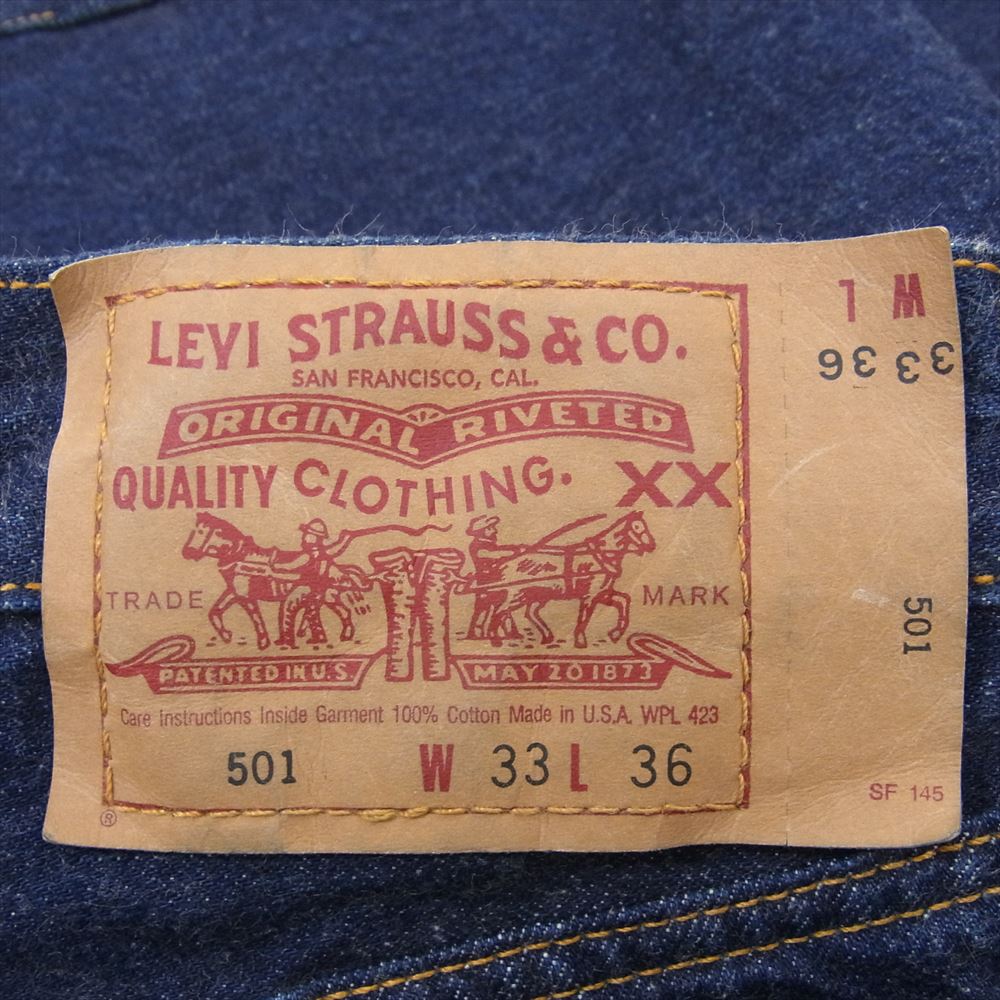 LEVI STRAUSS & CO.
SAN FRANCISCO, CAL.
ORIGINAL RIVETED
QUALITY CLOTHING. XX
TRADE MARK
PATENTED IN U.S. MAY 20 1873
Care Instructions Inside Garment 100% Cotton Made in U.S.A. WPL 423
501 W 33 L 36
®
W L
33 36
501
SF 145